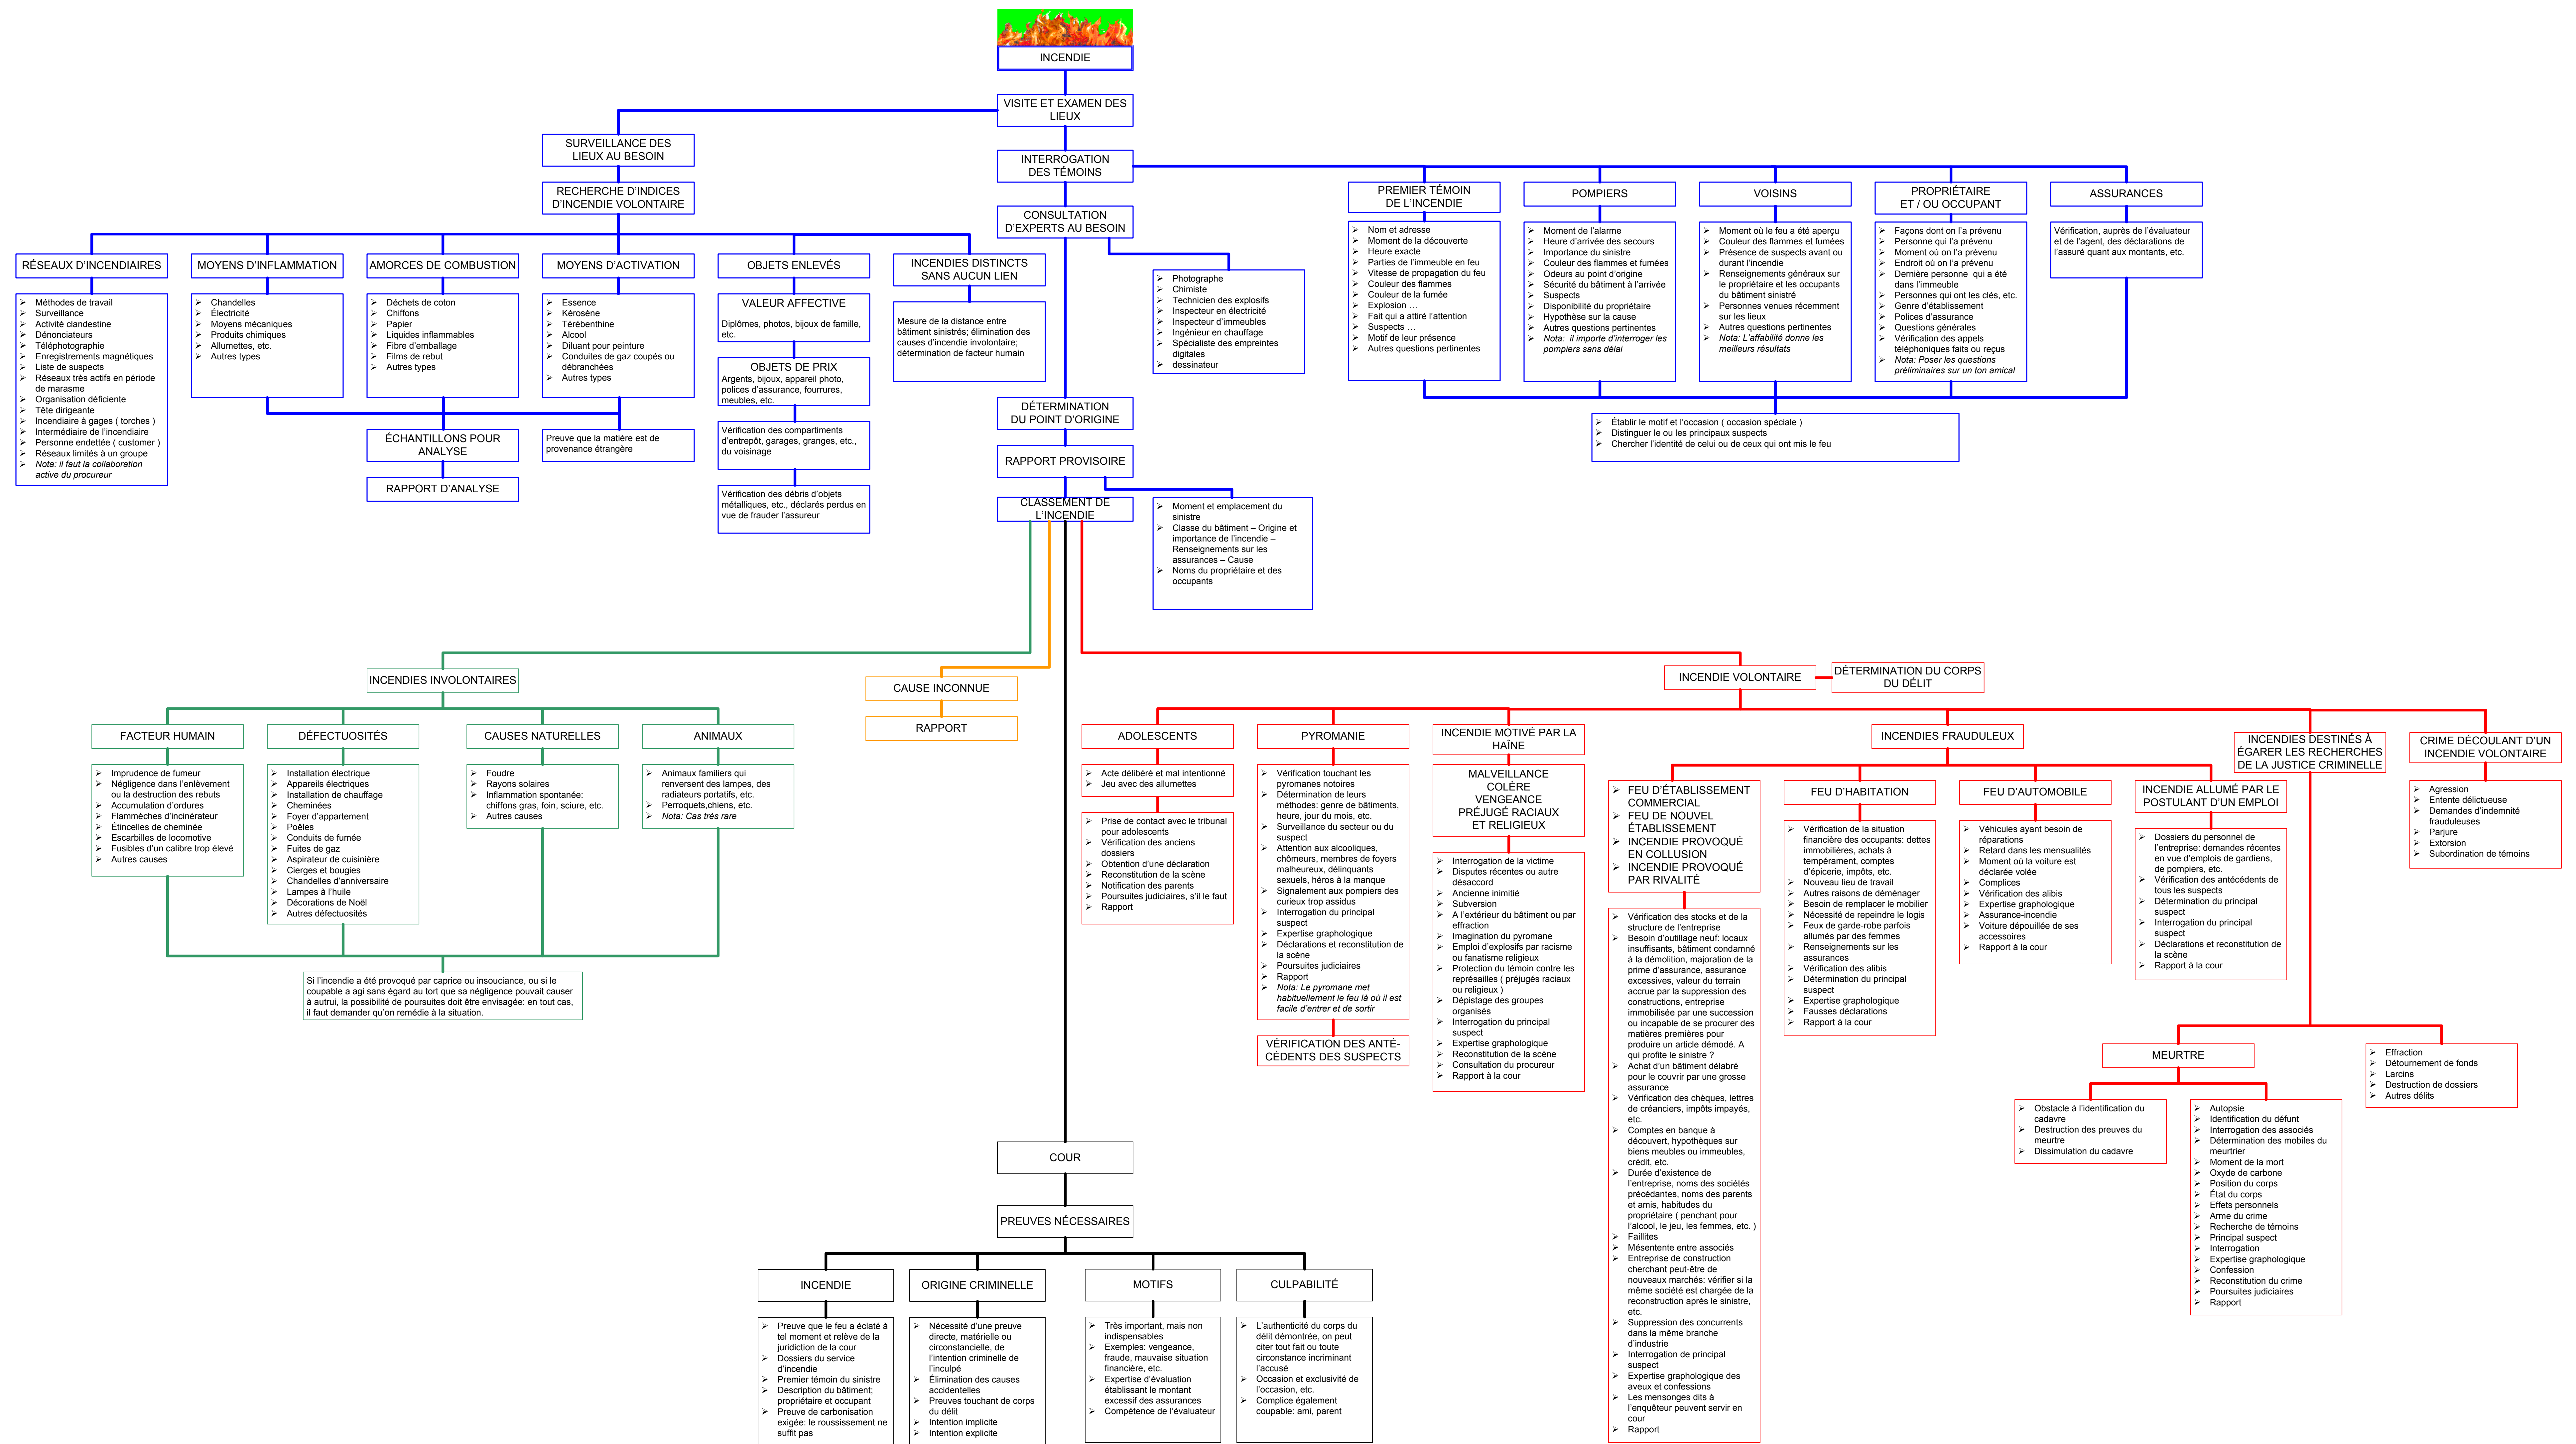 INCENDIE
VISITE ET EXAMEN DES
LIEUX
SURVEILLANCE DES
LIEUX AU BESOIN
RECHERCHE D’INDICES
D’INCENDIE VOLONTAIRE
INTERROGATION
DES TÉMOINS
CONSULTATION
D’EXPERTS AU BESOIN
PREMIER TÉMOIN
DE L’INCENDIE
POMPIERS
VOISINS
PROPRIÉTAIRE
ET / OU OCCUPANT
ASSURANCES
RÉSEAUX D’INCENDIAIRES
➢ Méthodes de travail
➢ Surveillance
➢ Activité clandestine
➢ Dénonciateurs
➢ Téléphotographie
➢ Enregistrements magnétiques
➢ Liste de suspects
➢ Réseaux très actifs en période
de marasme
➢ Organisation déficiente
➢ Tête dirigeante
➢ Incendiaire à gages ( torches )
➢ Intermédiaire de l’incendiaire
➢ Personne endettée ( customer )
➢ Réseaux limités à un groupe
➢ Nota: il faut la collaboration
active du procureur
MOYENS D’INFLAMMATION
➢ Chandelles
➢ Électricité
➢ Moyens mécaniques
➢ Produits chimiques
➢ Allumettes, etc.
➢ Autres types
AMORCES DE COMBUSTION
➢ Déchets de coton
➢ Chiffons
➢ Papier
➢ Liquides inflammables
➢ Fibre d’emballage
➢ Films de rebut
➢ Autres types
MOYENS D’ACTIVATION
➢ Essence
➢ Kérosène
➢ Térébenthine
➢ Alcool
➢ Diluant pour peinture
➢ Conduites de gaz coupés ou
débranchées
➢ Autres types
ÉCHANTILLONS POUR
ANALYSE
RAPPORT D’ANALYSE
Preuve que la matière est de
provenance étrangère
OBJETS ENLEVÉS
VALEUR AFFECTIVE
Diplômes, photos, bijoux de famille,
etc.
OBJETS DE PRIX
Argents, bijoux, appareil photo,
polices d’assurance, fourrures,
meubles, etc.
Vérification des compartiments
d’entrepôt, garages, granges, etc.,
du voisinage
Vérification des débris d’objets
métalliques, etc., déclarés perdus en
vue de frauder l’assureur
INCENDIES DISTINCTS
SANS AUCUN LIEN
Mesure de la distance entre
bâtiment sinistrés; élimination des
causes d’incendie involontaire;
détermination de facteur humain
➢ Photographe
➢ Chimiste
➢ Technicien des explosifs
➢ Inspecteur en électricité
➢ Inspecteur d’immeubles
➢ Ingénieur en chauffage
➢ Spécialiste des empreintes
digitales
➢ dessinateur
➢ Nom et adresse
➢ Moment de la découverte
➢ Heure exacte
➢ Parties de l’immeuble en feu
➢ Vitesse de propagation du feu
➢ Couleur des flammes
➢ Couleur de la fumée
➢ Explosion …
➢ Fait qui a attiré l’attention
➢ Suspects …
➢ Motif de leur présence
➢ Autres questions pertinentes
➢ Moment de l’alarme
➢ Heure d’arrivée des secours
➢ Importance du sinistre
➢ Couleur des flammes et fumées
➢ Odeurs au point d’origine
➢ Sécurité du bâtiment à l’arrivée
➢ Suspects
➢ Disponibilité du propriétaire
➢ Hypothèse sur la cause
➢ Autres questions pertinentes
➢ Nota: il importe d’interroger les
pompiers sans délai
➢ Moment où le feu a été aperçu
➢ Couleur des flammes et fumées
➢ Présence de suspects avant ou
durant l’incendie
➢ Renseignements généraux sur
le propriétaire et les occupants
du bâtiment sinistré
➢ Personnes venues récemment
sur les lieux
➢ Autres questions pertinentes
➢ Nota: L’affabilité donne les
meilleurs résultats
➢ Façons dont on l’a prévenu
➢ Personne qui l’a prévenu
➢ Moment où on l’a prévenu
➢ Endroit où on l’a prévenu
➢ Dernière personne qui a été
dans l’immeuble
➢ Personnes qui ont les clés, etc.
➢ Genre d’établissement
➢ Polices d’assurance
➢ Questions générales
➢ Vérification des appels
téléphoniques faits ou reçus
➢ Nota: Poser les questions
préliminaires sur un ton amical
Vérification, auprès de l’évaluateur
et de l’agent, des déclarations de
l’assuré quant aux montants, etc.
➢ Établir le motif et l’occasion ( occasion spéciale )
➢ Distinguer le ou les principaux suspects
➢ Chercher l’identité de celui ou de ceux qui ont mis le feu
DÉTERMINATION
DU POINT D’ORIGINE
RAPPORT PROVISOIRE
CLASSEMENT DE
L’INCENDIE
➢ Moment et emplacement du
sinistre
➢ Classe du bâtiment – Origine et
importance de l’incendie –
Renseignements sur les
assurances – Cause
➢ Noms du propriétaire et des
occupants
INCENDIES INVOLONTAIRES
FACTEUR HUMAIN
➢ Imprudence de fumeur
➢ Négligence dans l’enlèvement
ou la destruction des rebuts
➢ Accumulation d’ordures
➢ Flammèches d’incinérateur
➢ Étincelles de cheminée
➢ Escarbilles de locomotive
➢ Fusibles d’un calibre trop élevé
➢ Autres causes
DÉFECTUOSITÉS
➢ Installation électrique
➢ Appareils électriques
➢ Installation de chauffage
➢ Cheminées
➢ Foyer d’appartement
➢ Poêles
➢ Conduits de fumée
➢ Fuites de gaz
➢ Aspirateur de cuisinière
➢ Cierges et bougies
➢ Chandelles d’anniversaire
➢ Lampes à l’huile
➢ Décorations de Noël
➢ Autres défectuosités
CAUSES NATURELLES
➢ Foudre
➢ Rayons solaires
➢ Inflammation spontanée:
chiffons gras, foin, sciure, etc.
➢ Autres causes
ANIMAUX
➢ Animaux familiers qui
renversent des lampes, des
radiateurs portatifs, etc.
➢ Perroquets,chiens, etc.
➢ Nota: Cas très rare
Si l’incendie a été provoqué par caprice ou insouciance, ou si le
coupable a agi sans égard au tort que sa négligence pouvait causer
à autrui, la possibilité de poursuites doit être envisagée: en tout cas,
il faut demander qu’on remédie à la situation.
CAUSE INCONNUE
RAPPORT
INCENDIE VOLONTAIRE
DÉTERMINATION DU CORPS
DU DÉLIT
ADOLESCENTS
➢ Acte délibéré et mal intentionné
➢ Jeu avec des allumettes
➢ Prise de contact avec le tribunal
pour adolescents
➢ Vérification des anciens
dossiers
➢ Obtention d’une déclaration
➢ Reconstitution de la scène
➢ Notification des parents
➢ Poursuites judiciaires, s’il le faut
➢ Rapport
PYROMANIE
➢ Vérification touchant les
pyromanes notoires
➢ Détermination de leurs
méthodes: genre de bâtiments,
heure, jour du mois, etc.
➢ Surveillance du secteur ou du
suspect
➢ Attention aux alcooliques,
chômeurs, membres de foyers
malheureux, délinquants
sexuels, héros à la manque
➢ Signalement aux pompiers des
curieux trop assidus
➢ Interrogation du principal
suspect
➢ Expertise graphologique
➢ Déclarations et reconstitution de
la scène
➢ Poursuites judiciaires
➢ Rapport
➢ Nota: Le pyromane met
habituellement le feu là où il est
facile d’entrer et de sortir
VÉRIFICATION DES ANTÉ-
CÉDENTS DES SUSPECTS
INCENDIE MOTIVÉ PAR LA
HAÎNE
MALVEILLANCE
COLÈRE
VENGEANCE
PRÉJUGÉ RACIAUX
ET RELIGIEUX
➢ Interrogation de la victime
➢ Disputes récentes ou autre
désaccord
➢ Ancienne inimitié
➢ Subversion
➢ A l’extérieur du bâtiment ou par
effraction
➢ Imagination du pyromane
➢ Emploi d’explosifs par racisme
ou fanatisme religieux
➢ Protection du témoin contre les
représailles ( préjugés raciaux
ou religieux )
➢ Dépistage des groupes
organisés
➢ Interrogation du principal
suspect
➢ Expertise graphologique
➢ Reconstitution de la scène
➢ Consultation du procureur
➢ Rapport à la cour
INCENDIES FRAUDULEUX
➢ FEU D’ÉTABLISSEMENT
COMMERCIAL
➢ FEU DE NOUVEL
ÉTABLISSEMENT
➢ INCENDIE PROVOQUÉ
EN COLLUSION
➢ INCENDIE PROVOQUÉ
PAR RIVALITÉ
➢ Vérification des stocks et de la
structure de l’entreprise
➢ Besoin d’outillage neuf: locaux
insuffisants, bâtiment condamné
à la démolition, majoration de la
prime d’assurance, assurance
excessives, valeur du terrain
accrue par la suppression des
constructions, entreprise
immobilisée par une succession
ou incapable de se procurer des
matières premières pour
produire un article démodé. A
qui profite le sinistre ?
➢ Achat d’un bâtiment délabré
pour le couvrir par une grosse
assurance
➢ Vérification des chèques, lettres
de créanciers, impôts impayés,
etc.
➢ Comptes en banque à
découvert, hypothèques sur
biens meubles ou immeubles,
crédit, etc.
➢ Durée d’existence de
l’entreprise, noms des sociétés
précédantes, noms des parents
et amis, habitudes du
propriétaire ( penchant pour
l’alcool, le jeu, les femmes, etc. )
➢ Faillites
➢ Mésentente entre associés
➢ Entreprise de construction
cherchant peut-être de
nouveaux marchés: vérifier si la
même société est chargée de la
reconstruction après le sinistre,
etc.
➢ Suppression des concurrents
dans la même branche
d’industrie
➢ Interrogation de principal
suspect
➢ Expertise graphologique des
aveux et confessions
➢ Les mensonges dits à
l’enquêteur peuvent servir en
cour
➢ Rapport
FEU D’HABITATION
➢ Vérification de la situation
financière des occupants: dettes
immobilières, achats à
tempérament, comptes
d’épicerie, impôts, etc.
➢ Nouveau lieu de travail
➢ Autres raisons de déménager
➢ Besoin de remplacer le mobilier
➢ Nécessité de repeindre le logis
➢ Feux de garde-robe parfois
allumés par des femmes
➢ Renseignements sur les
assurances
➢ Vérification des alibis
➢ Détermination du principal
suspect
➢ Expertise graphologique
➢ Fausses déclarations
➢ Rapport à la cour
FEU D’AUTOMOBILE
➢ Véhicules ayant besoin de
réparations
➢ Retard dans les mensualités
➢ Moment où la voiture est
déclarée volée
➢ Complices
➢ Vérification des alibis
➢ Expertise graphologique
➢ Assurance-incendie
➢ Voiture dépouillée de ses
accessoires
➢ Rapport à la cour
INCENDIE ALLUMÉ PAR LE
POSTULANT D’UN EMPLOI
➢ Dossiers du personnel de
l’entreprise: demandes récentes
en vue d’emplois de gardiens,
de pompiers, etc.
➢ Vérification des antécédents de
tous les suspects
➢ Détermination du principal
suspect
➢ Interrogation du principal
suspect
➢ Déclarations et reconstitution de
la scène
➢ Rapport à la cour
INCENDIES DESTINÉS À
ÉGARER LES RECHERCHES
DE LA JUSTICE CRIMINELLE
MEURTRE
➢ Obstacle à l’identification du
cadavre
➢ Destruction des preuves du
meurtre
➢ Dissimulation du cadavre
➢ Autopsie
➢ Identification du défunt
➢ Interrogation des associés
➢ Détermination des mobiles du
meurtrier
➢ Moment de la mort
➢ Oxyde de carbone
➢ Position du corps
➢ État du corps
➢ Effets personnels
➢ Arme du crime
➢ Recherche de témoins
➢ Principal suspect
➢ Interrogation
➢ Expertise graphologique
➢ Confession
➢ Reconstitution du crime
➢ Poursuites judiciaires
➢ Rapport
➢ Effraction
➢ Détournement de fonds
➢ Larcins
➢ Destruction de dossiers
➢ Autres délits
CRIME DÉCOULANT D’UN
INCENDIE VOLONTAIRE
➢ Agression
➢ Entente délictueuse
➢ Demandes d’indemnité
frauduleuses
➢ Parjure
➢ Extorsion
➢ Subordination de témoins
COUR
PREUVES NÉCESSAIRES
INCENDIE
➢ Preuve que le feu a éclaté à
tel moment et relève de la
juridiction de la cour
➢ Dossiers du service
d’incendie
➢ Premier témoin du sinistre
➢ Description du bâtiment;
propriétaire et occupant
➢ Preuve de carbonisation
exigée: le roussissement ne
suffit pas
ORIGINE CRIMINELLE
➢ Nécessité d’une preuve
directe, matérielle ou
circonstancielle, de
l’intention criminelle de
l’inculpé
➢ Élimination des causes
accidentelles
➢ Preuves touchant de corps
du délit
➢ Intention implicite
➢ Intention explicite
MOTIFS
➢ Très important, mais non
indispensables
➢ Exemples: vengeance,
fraude, mauvaise situation
financière, etc.
➢ Expertise d’évaluation
établissant le montant
excessif des assurances
➢ Compétence de l’évaluateur
CULPABILITÉ
➢ L’authenticité du corps du
délit démontrée, on peut
citer tout fait ou toute
circonstance incriminant
l’accusé
➢ Occasion et exclusivité de
l’occasion, etc.
➢ Complice également
coupable: ami, parent